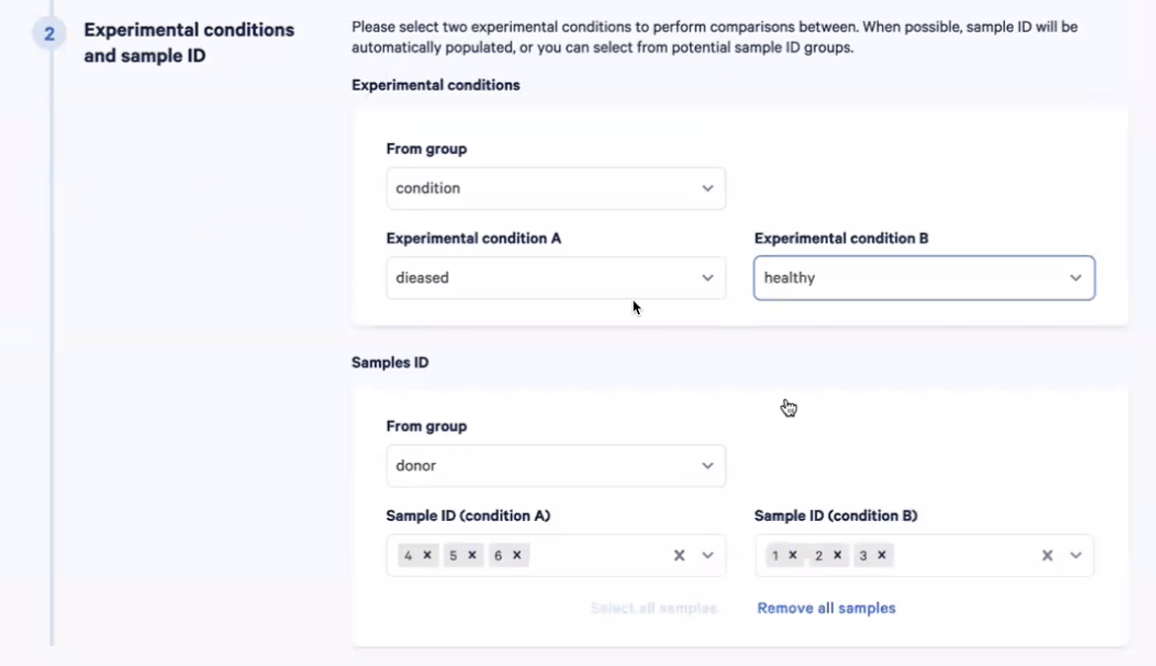 2
Experimental conditions
and sample ID
Please select two experimental conditions to perform comparisons between. When possible, sample ID will be
automatically populated, or you can select from potential sample ID groups.
Experimental conditions
From group
condition
Experimental condition A
Experimental condition B
dieased
healthy
Samples ID
From group
donor
Sample ID (condition A)
Sample ID (condition B)
4 × 5 × 6 ×
1 × 2 × 3 ×
Select all samples
Remove all samples